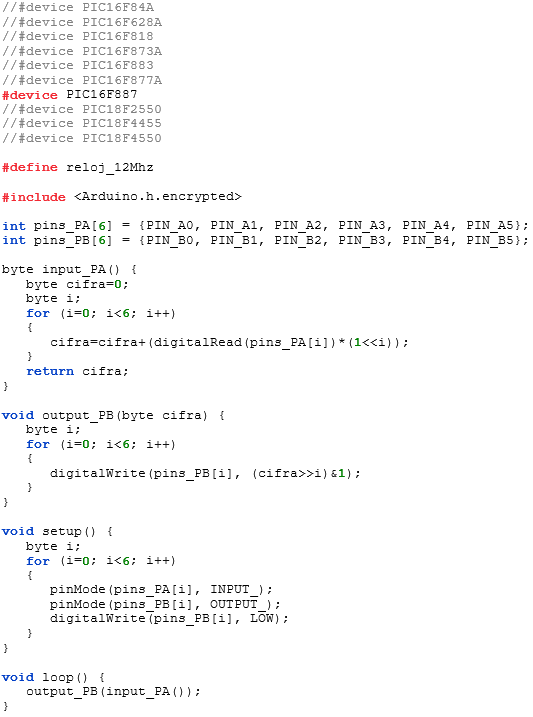 //#device PIC16F84A
//#device PIC16F628A
//#device PIC16F818
//#device PIC16F873A
//#device PIC16F883
//#device PIC16F877A
#device PIC16F887
//#device PIC18F2550
//#device PIC18F4455
//#device PIC18F4550

#define reloj_12Mhz

#include <Arduino.h.encrypted>

int pins_PA[6] = {PIN_A0, PIN_A1, PIN_A2, PIN_A3, PIN_A4, PIN_A5};
int pins_PB[6] = {PIN_B0, PIN_B1, PIN_B2, PIN_B3, PIN_B4, PIN_B5};

byte input_PA() {
   byte cifra=0;
   byte i;
   for (i=0; i<6; i++)
   {
      cifra=cifra+(digitalRead(pins_PA[i])*(1<<i));
   }
   return cifra;
}

void output_PB(byte cifra) {
   byte i;
   for (i=0; i<6; i++)
   {
      digitalWrite(pins_PB[i], (cifra>>i)&1);
   }
}

void setup() {
   byte i;
   for (i=0; i<6; i++)
   {
      pinMode(pins_PA[i], INPUT_);
      pinMode(pins_PB[i], OUTPUT_);
      digitalWrite(pins_PB[i], LOW);
   }
}

void loop() {
   output_PB(input_PA());
}